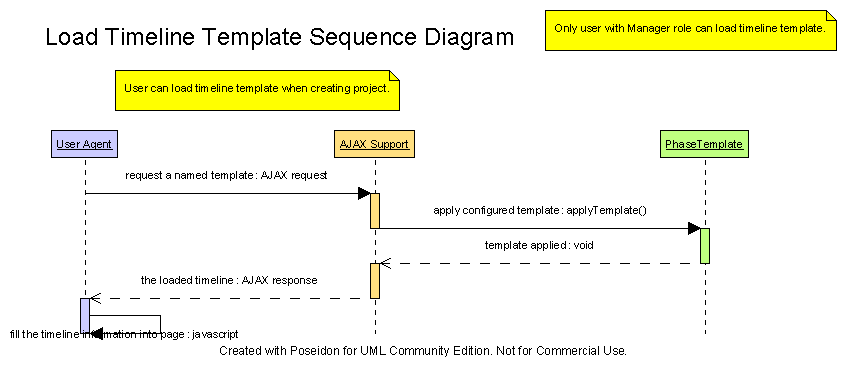 Only user with Manager role can load timeline template.
Load Timeline Template Sequence Diagram
User can load timeline template when creating project.
User Agent
AJAX Support
PhaseTemplate
request a named template : AJAX request
apply configured template : applyTemplate()
template applied : void
the loaded timeline : AJAX response
fill the timeline information into page : javascript
Created with Poseidon for UML Community Edition. Not for Commercial Use.